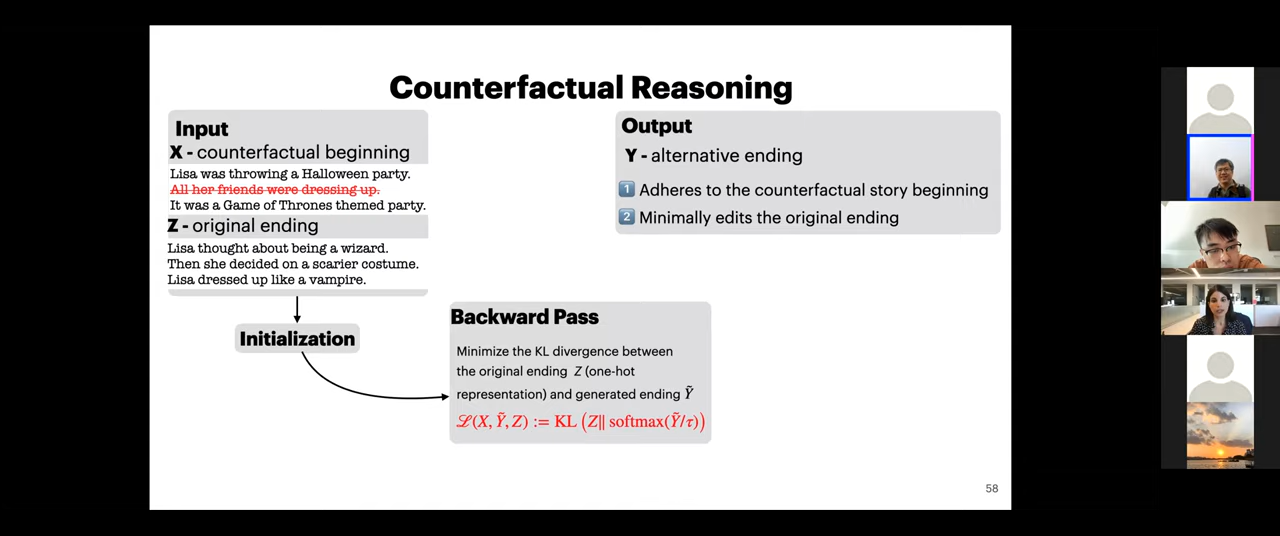 Counterfactual Reasoning
Input
X - counterfactual beginning
Lisa was throwing a Halloween party.
All her friends were dressing up.
It was a Game of Thrones themed party.
Z - original ending
Lisa thought about being a wizard.
Then she decided on a scarier costume.
Lisa dressed up like a vampire.
Output
Y - alternative ending
1 Adheres to the counterfactual story beginning
2 Minimally edits the original ending
Initialization
Backward Pass
Minimize the KL divergence between
the original ending Z (one-hot
representation) and generated ending Ỹ
ℒ(X, Ỹ, Z) := KL (Z‖ softmax(Ỹ/τ))
58